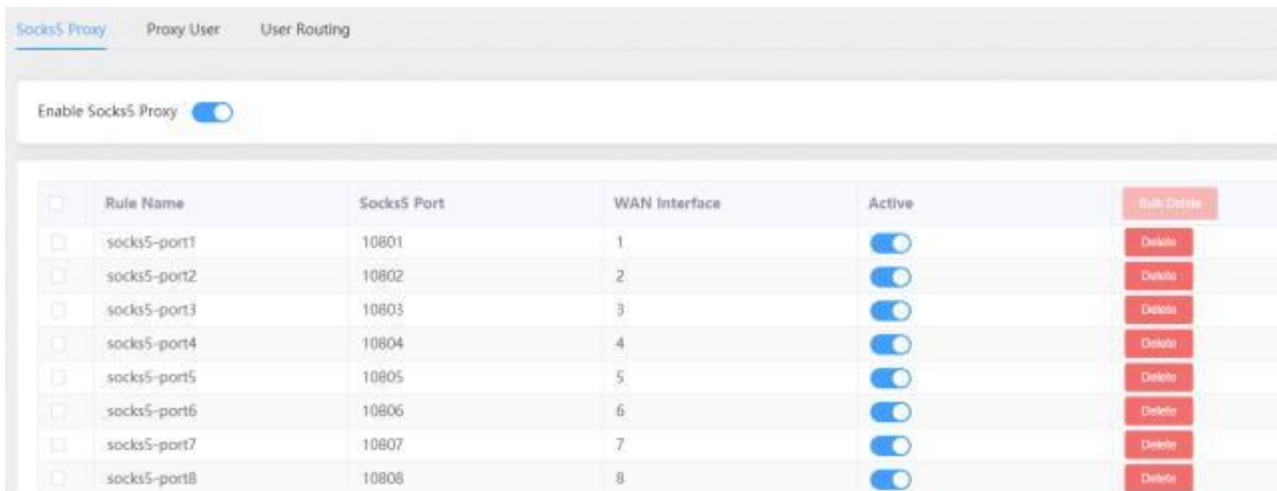 Socks5 Proxy Proxy User User Routing
Enable Socks5 Proxy
Rule Name Socks5 Port WAN Interface Active Bulk Delete
socks5-port1 10801 1 Delete
socks5-port2 10802 2 Delete
socks5-port3 10803 3 Delete
socks5-port4 10804 4 Delete
socks5-port5 10805 5 Delete
socks5-port6 10806 6 Delete
socks5-port7 10807 7 Delete
socks5-port8 10808 8 Delete